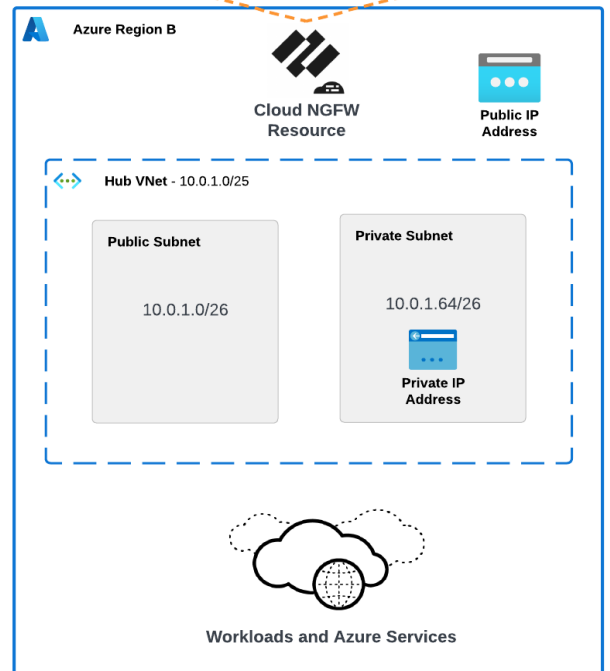 Azure Region B
Cloud NGFW
Resource
Public IP
Address
Hub VNet - 10.0.1.0/25
Public Subnet
10.0.1.0/26
Private Subnet
10.0.1.64/26
Private IP
Address
Workloads and Azure Services